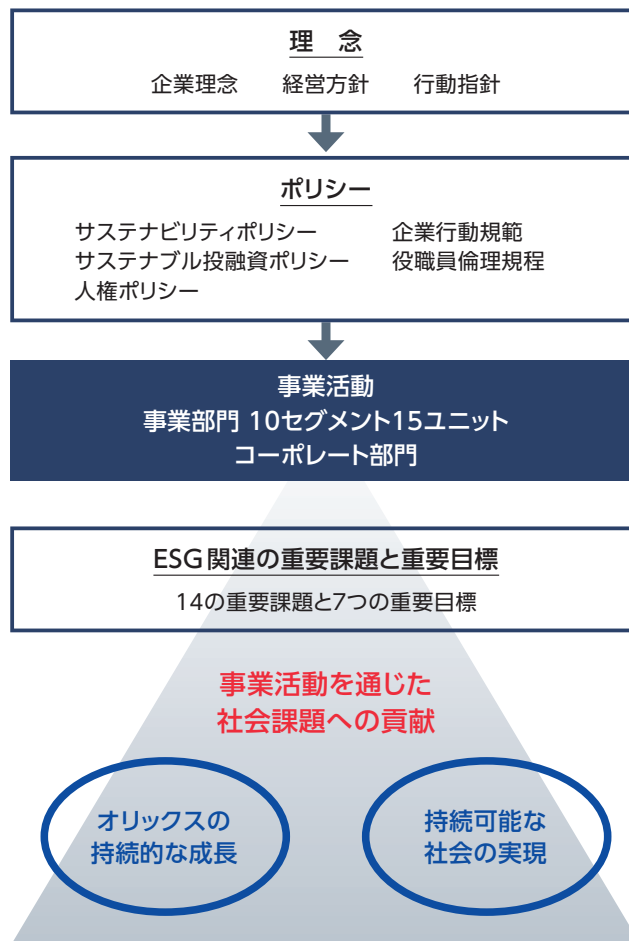 理　念
企業理念　経営方針　行動指針
ポリシー
サステナビリティポリシー　企業行動規範
サステナブル投融資ポリシー　役職員倫理規程
人権ポリシー
事業活動
事業部門 10セグメント15ユニット
コーポレート部門
ESG関連の重要課題と重要目標
14の重要課題と7つの重要目標
事業活動を通じた
社会課題への貢献
オリックスの
持続的な成長
持続可能な
社会の実現